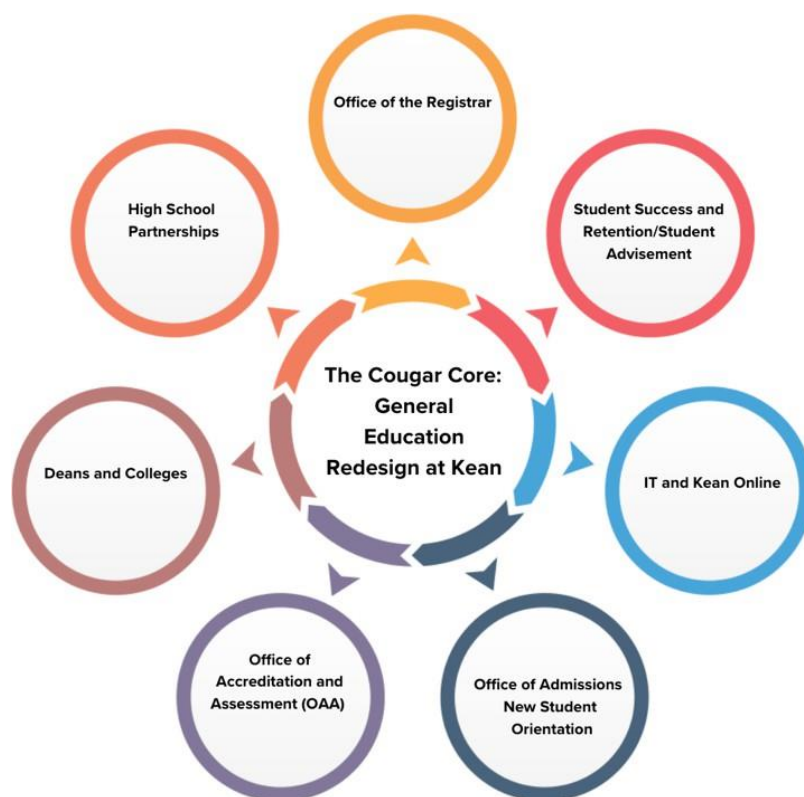 Office of the Registrar
Student Success and
Retention/Student
Advisement
IT and Kean Online
Office of Admissions
New Student
Orientation
Office of
Accreditation and
Assessment (OAA)
Deans and Colleges
High School
Partnerships
The Cougar Core:
General
Education
Redesign at Kean